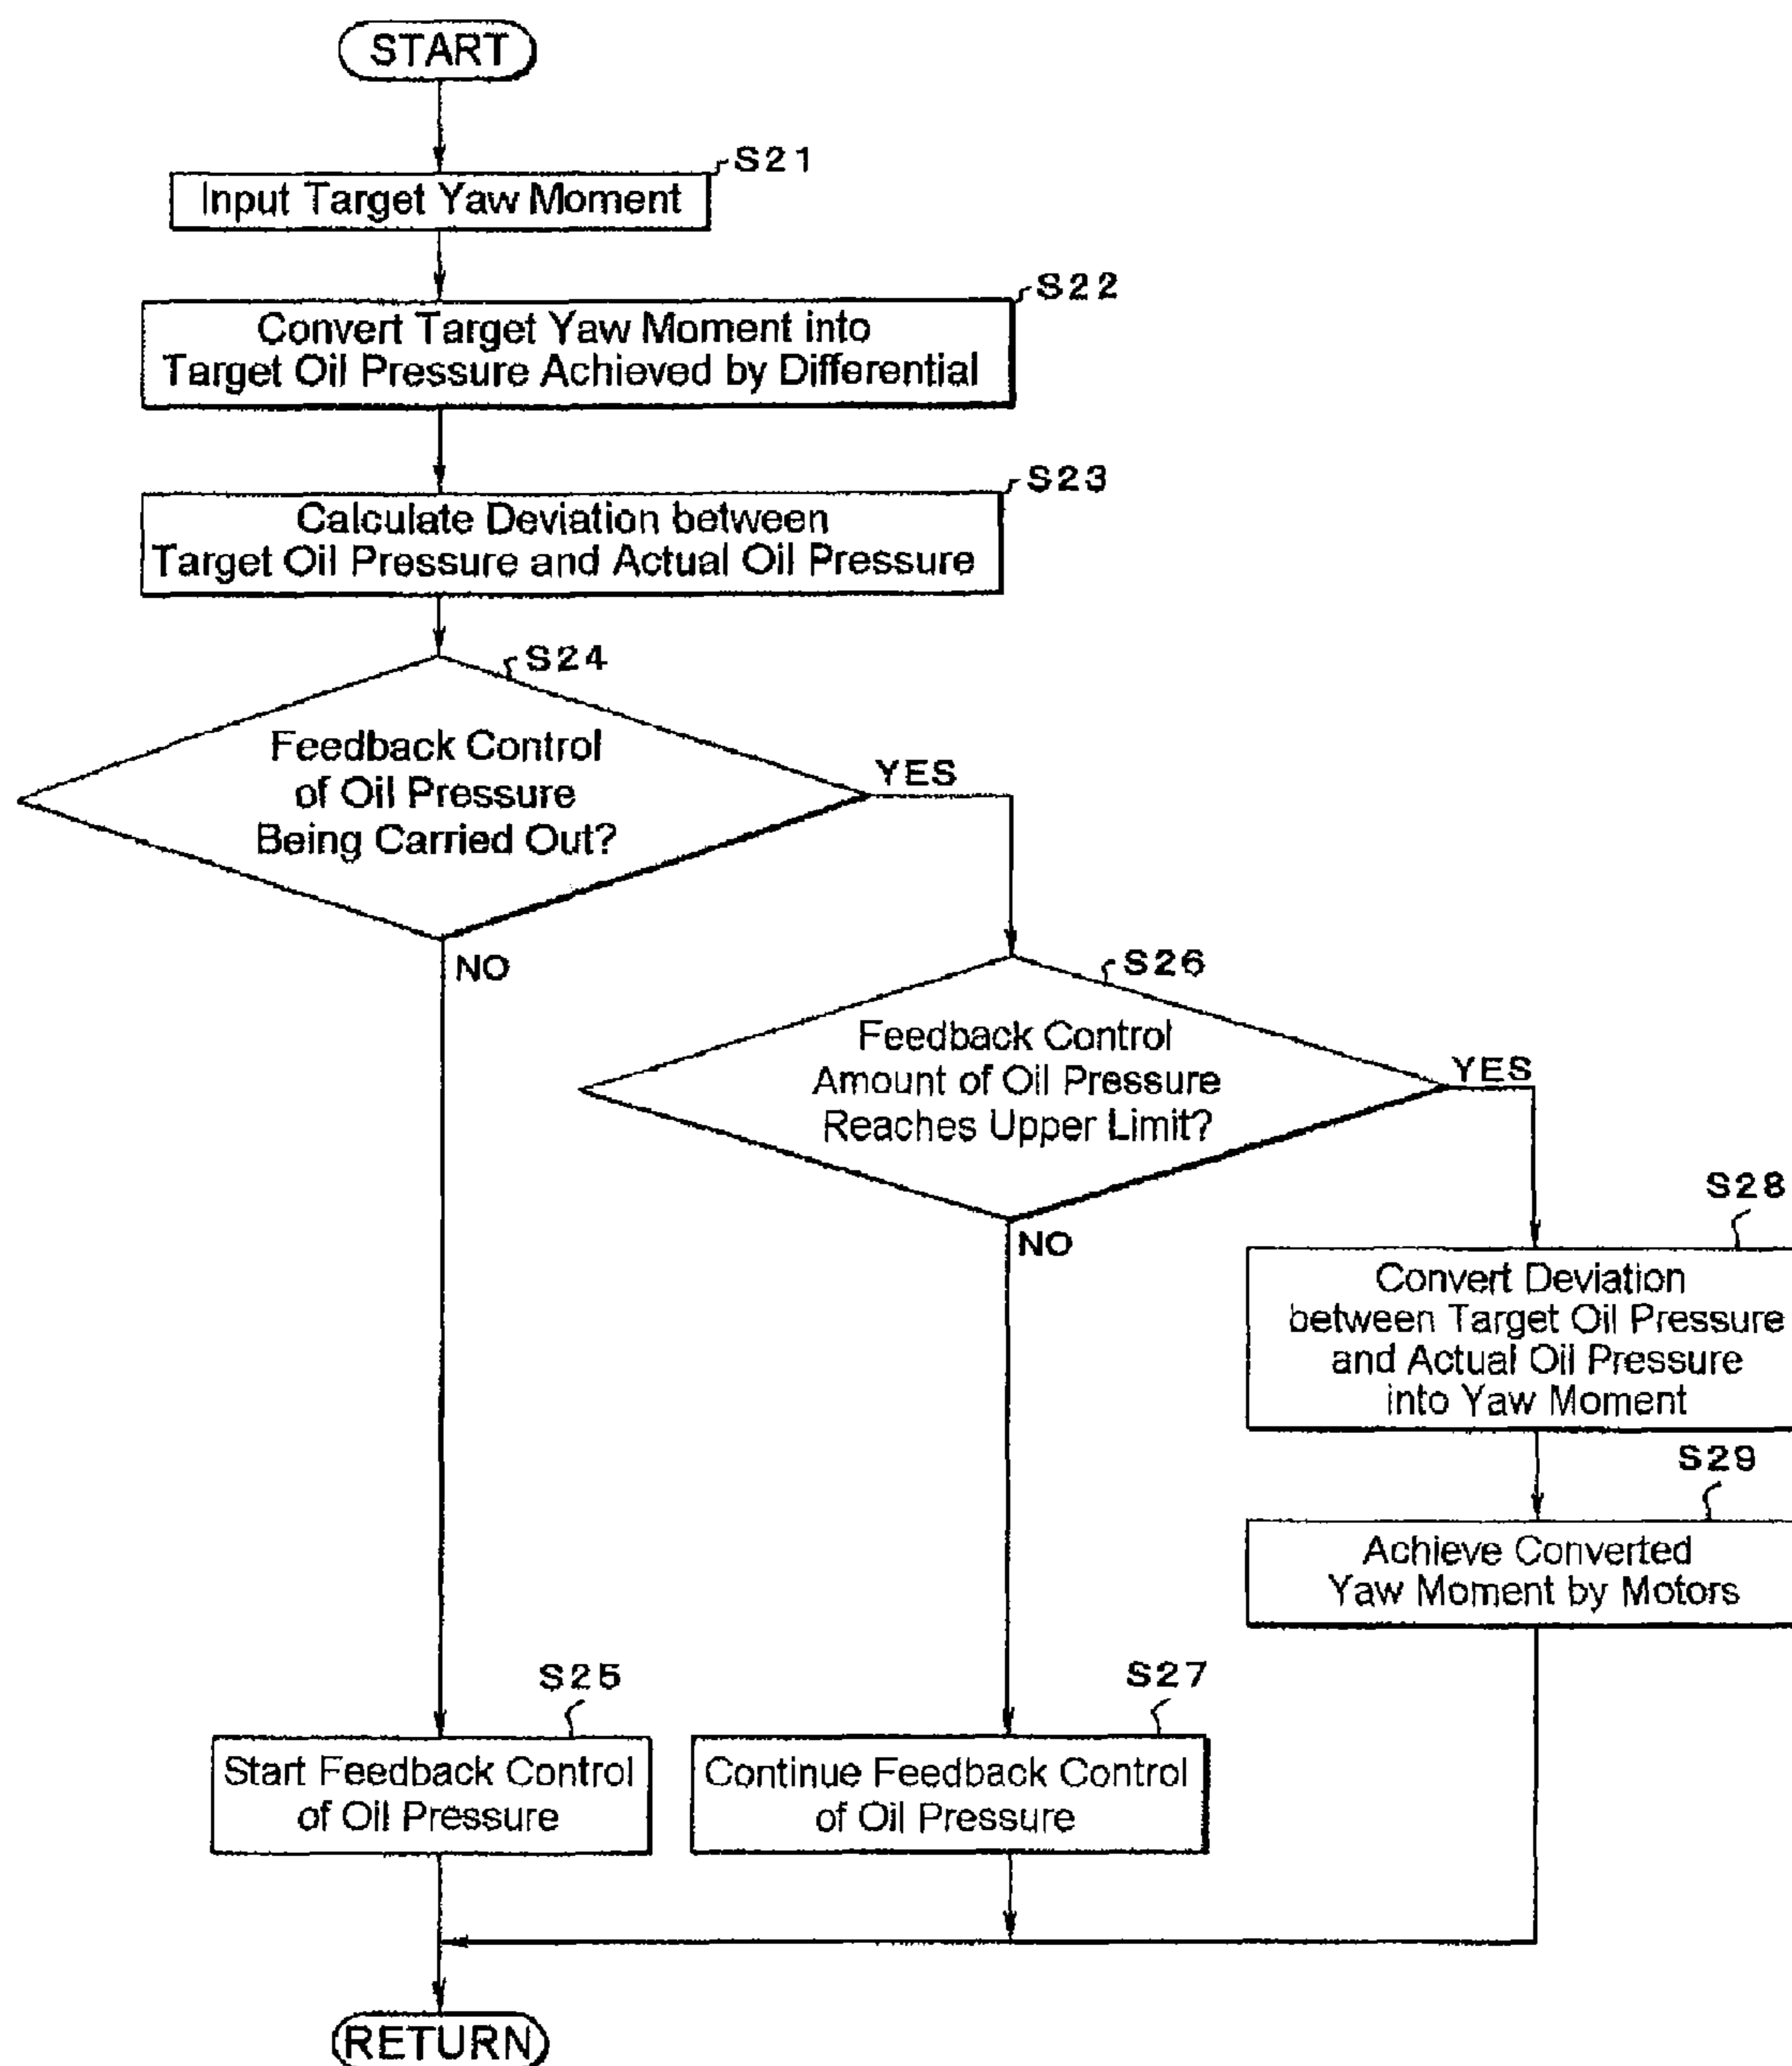 START
S21
Input Target Yaw Moment
S22
Convert Target Yaw Moment into
Target Oil Pressure Achieved by Differential
S23
Calculate Deviation between
Target Oil Pressure and Actual Oil Pressure
S24
Feedback Control
of Oil Pressure
Being Carried Out?
YES
NO
S26
Feedback Control
Amount of Oil Pressure
Reaches Upper Limit?
YES
NO
S28
Convert Deviation
between Target Oil Pressure
and Actual Oil Pressure
into Yaw Moment
S29
Achieve Converted
Yaw Moment by Motors
S25
Start Feedback Control
of Oil Pressure
S27
Continue Feedback Control
of Oil Pressure
RETURN